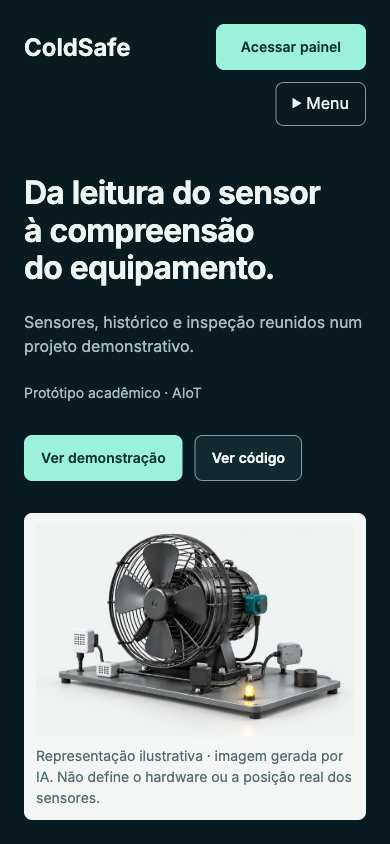 ColdSafe
Acessar painel
▶ Menu
Da leitura do sensor
à compreensão
do equipamento.
Sensores, histórico e inspeção reunidos num
projeto demonstrativo.
Protótipo acadêmico · AIoT
Ver demonstração
Ver código
Representação ilustrativa · imagem gerada por
IA. Não define o hardware ou a posição real dos
sensores.